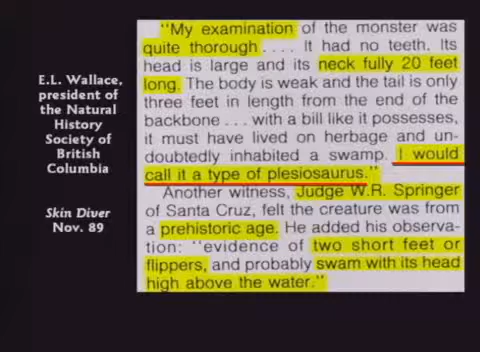 E.L. Wallace,
president of
the Natural
History
Society of
British
Columbia
Skin Diver
Nov. 89
"My examination of the monster was
quite thorough . . . . It had no teeth. Its
head is large and its neck fully 20 feet
long. The body is weak and the tail is only
three feet in length from the end of the
backbone . . . with a bill like it possesses,
it must have lived on herbage and un-
doubtedly inhabited a swamp. I would
call it a type of plesiosaurus."
Another witness, Judge W.R. Springer
of Santa Cruz, felt the creature was from
a prehistoric age. He added his observa-
tion: "evidence of two short feet or
flippers, and probably swam with its head
high above the water."